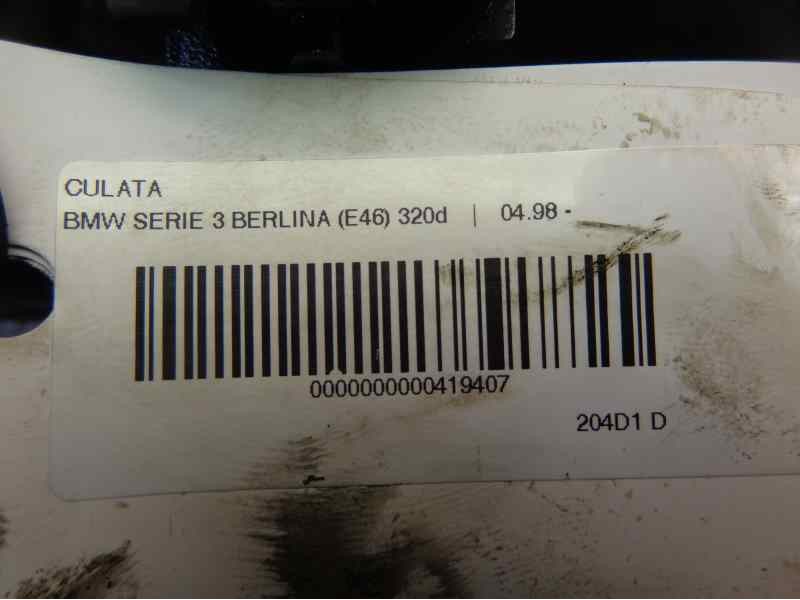 CULATA
BMW SERIE 3 BERLINA (E46) 320d | 04.98 -
0000000000419407
204D1 D